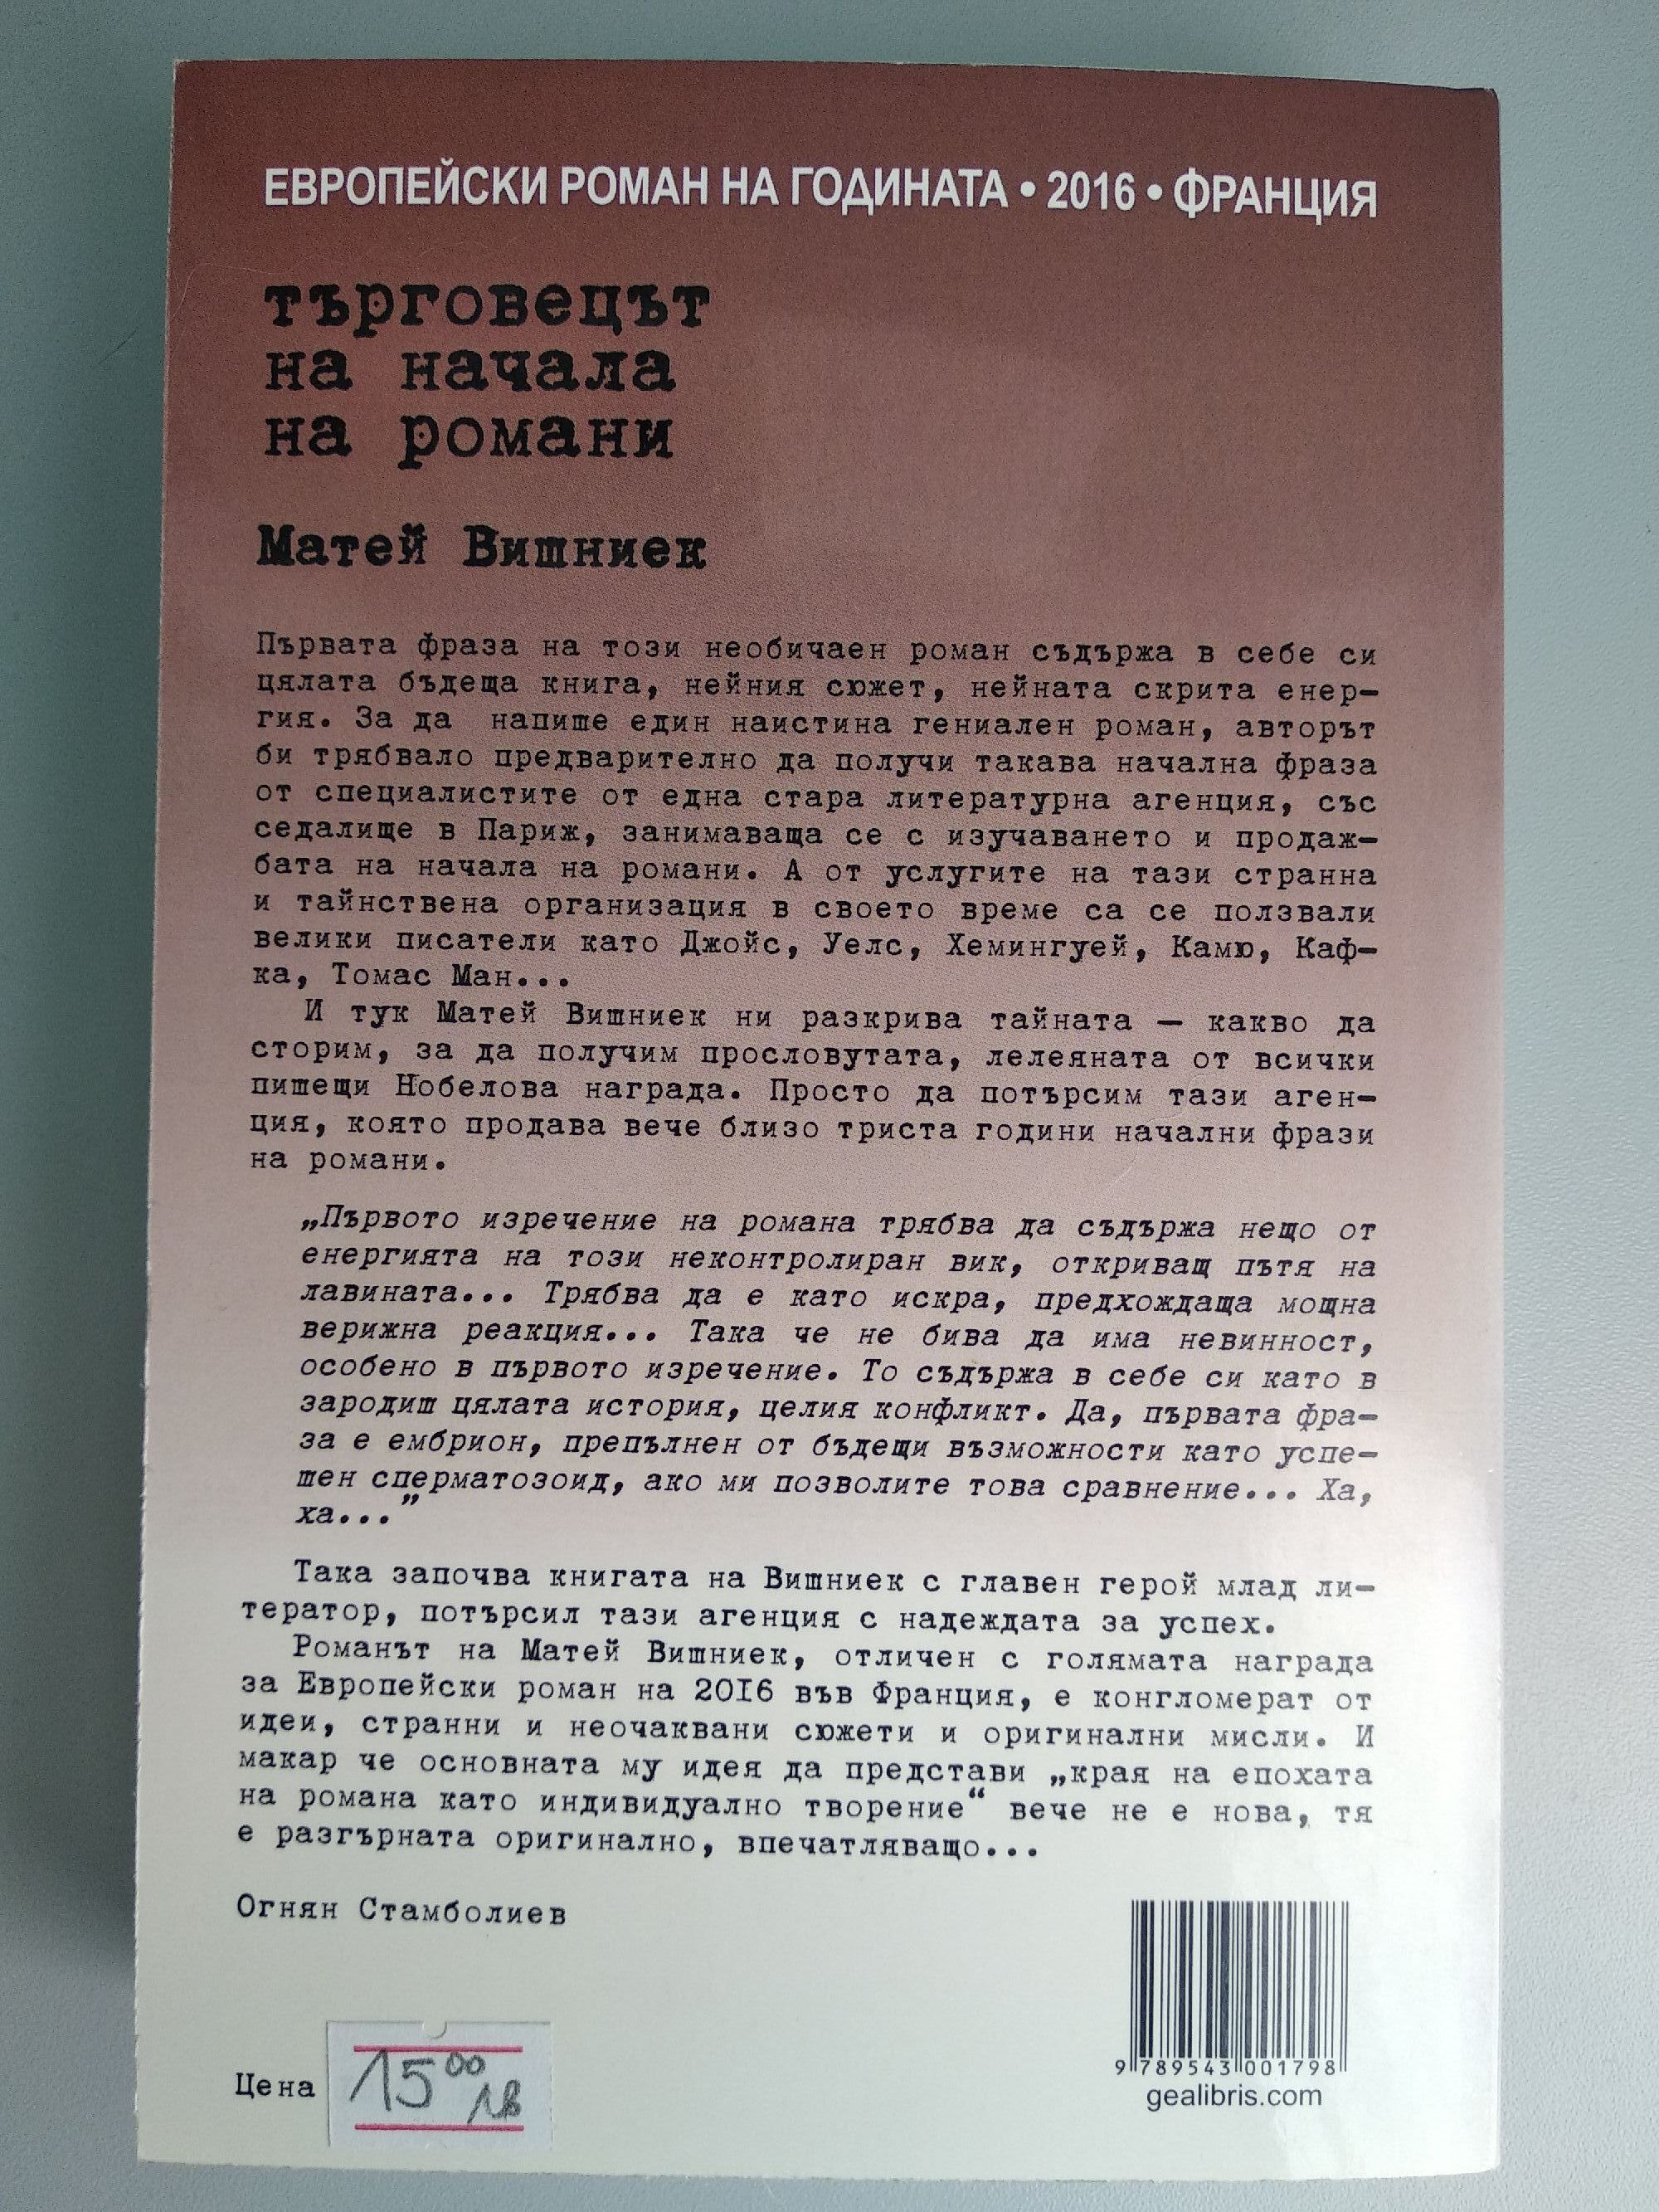 ЕВРОПЕЙСКИ РОМАН НА ГОДИНАТА • 2016 • ФРАНЦИЯ
търговецът
на начала
на романи
Матей Вишниек
Първата фраза на този необичаен роман съдържа в себе си
цялата бъдеща книга, нейния сюжет, нейната скрита енер-
гия. За да напише един наистина гениален роман, авторът
би трябвало предварително да получи такава начална фраза
от специалистите от една стара литературна агенция, със
седалище в Париж, занимаваща се с изучаването и продаж-
бата на начала на романи. А от услугите на тази странна
и тайнствена организация в своето време са се ползвали
велики писатели като Джойс, Уелс, Хемингуей, Камю, Каф-
ка, Томас Ман...
И тук Матей Вишниек ни разкрива тайната — какво да
сторим, за да получим прословутата, лелеяната от всички
пишещи Нобелова награда. Просто да потърсим тази аген-
ция, която продава вече близо триста години начални фрази
на романи.
„Първото изречение на романа трябва да съдържа нещо от
енергията на този неконтролиран вик, откриващ пътя на
лавината... Трябва да е като искра, предхождаща мощна
верижна реакция... Така че не бива да има невинност,
особено в първото изречение. То съдържа в себе си като в
зародиш цялата история, целия конфликт. Да, първата фра-
за е ембрион, препълнен от бъдещи възможности като успе-
шен сперматозоид, ако ми позволите това сравнение... Ха,
ха...”
Така започва книгата на Вишниек с главен герой млад ли-
тератор, потърсил тази агенция с надеждата за успех.
Романът на Матей Вишниек, отличен с голямата награда
за Европейски роман на 2016 във Франция, е конгломерат от
идеи, странни и неочаквани сюжети и оригинални мисли. И
макар че основната му идея да представи „края на епохата
на романа като индивидуално творение“ вече не е нова, тя
е разгърната оригинално, впечатляващо...
Огнян Стамболиев
Цена 15 00 лв
9 789543 001798
gealibris.com